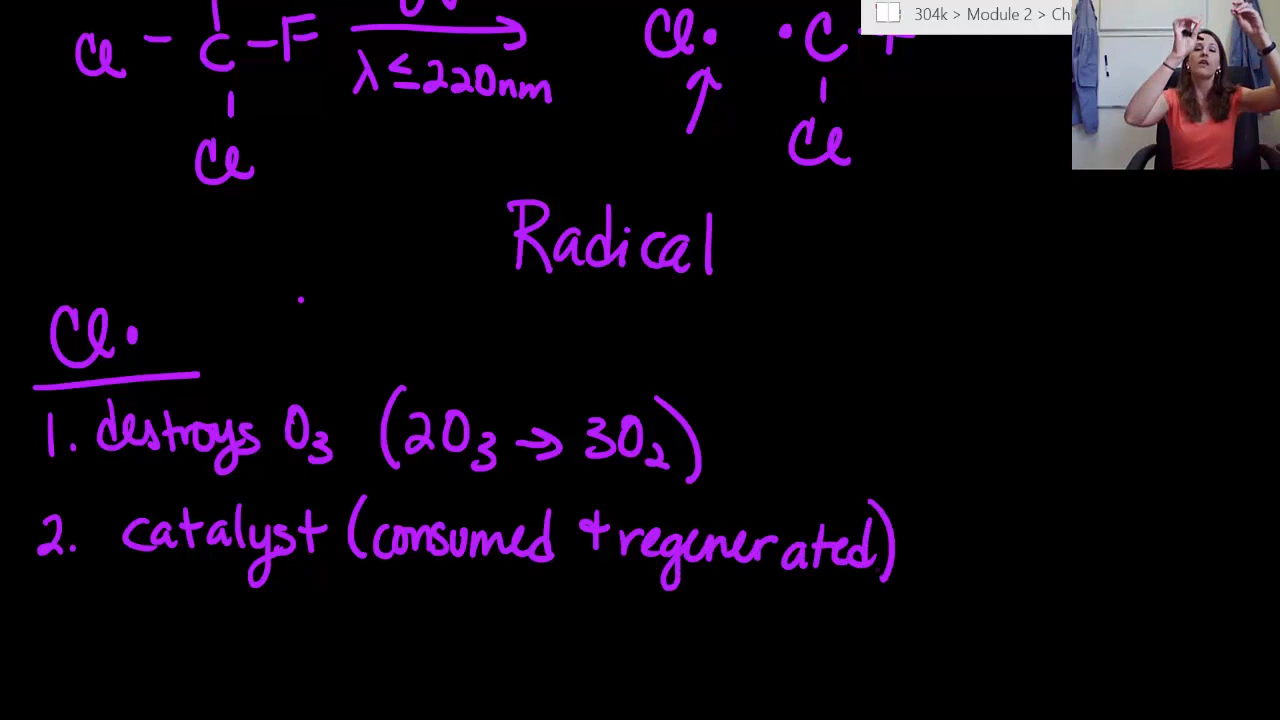 304k > Module 2 > Ch
Cl - C - F Cl• •C F
λ ≤ 220nm
Cl Cl
Radical
Cl•
1. destroys O₃ (2O₃ → 3O₂)
2. catalyst (consumed + regenerated)